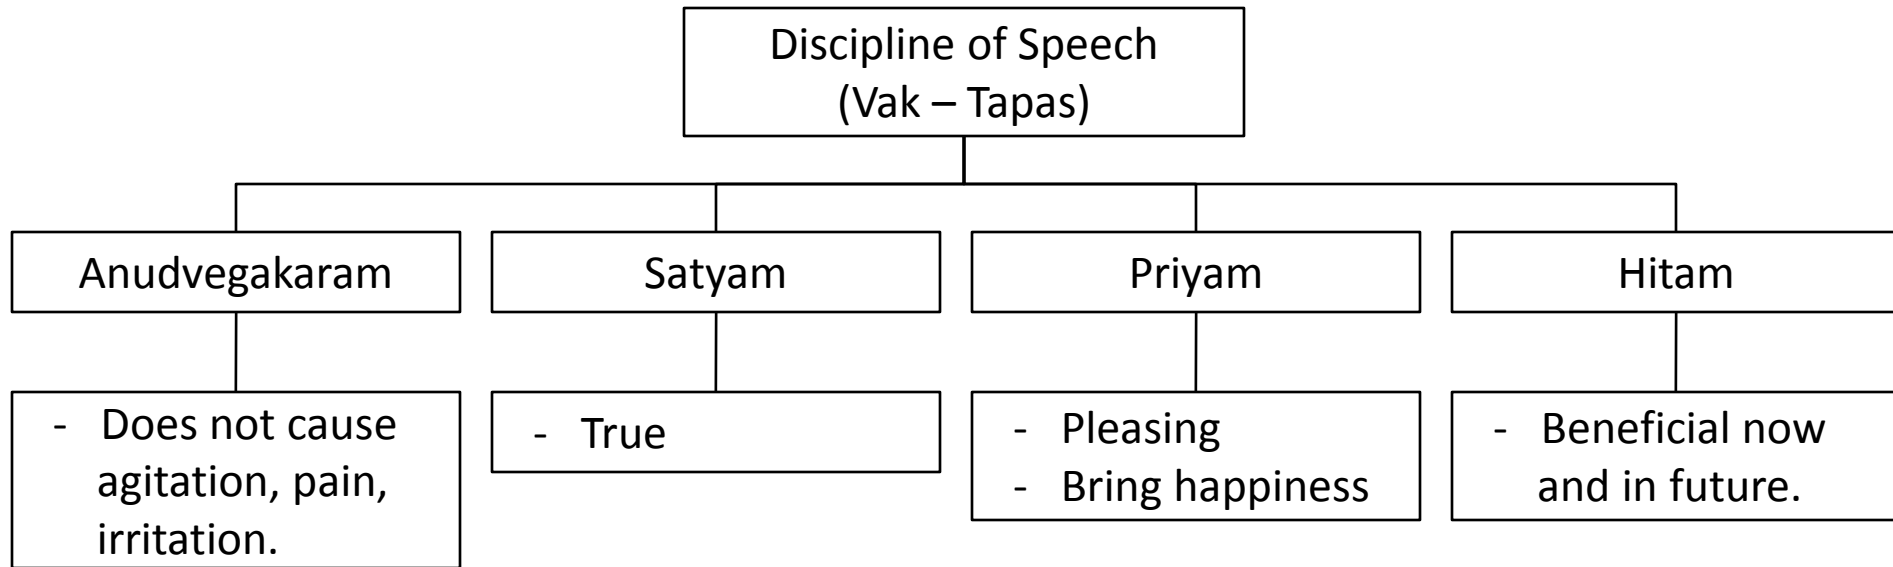 Discipline of Speech
(Vak – Tapas)
Anudvegakaram
Satyam
Priyam
Hitam
- Does not cause
agitation, pain,
irritation.
- True
- Pleasing
- Bring happiness
- Beneficial now
and in future.